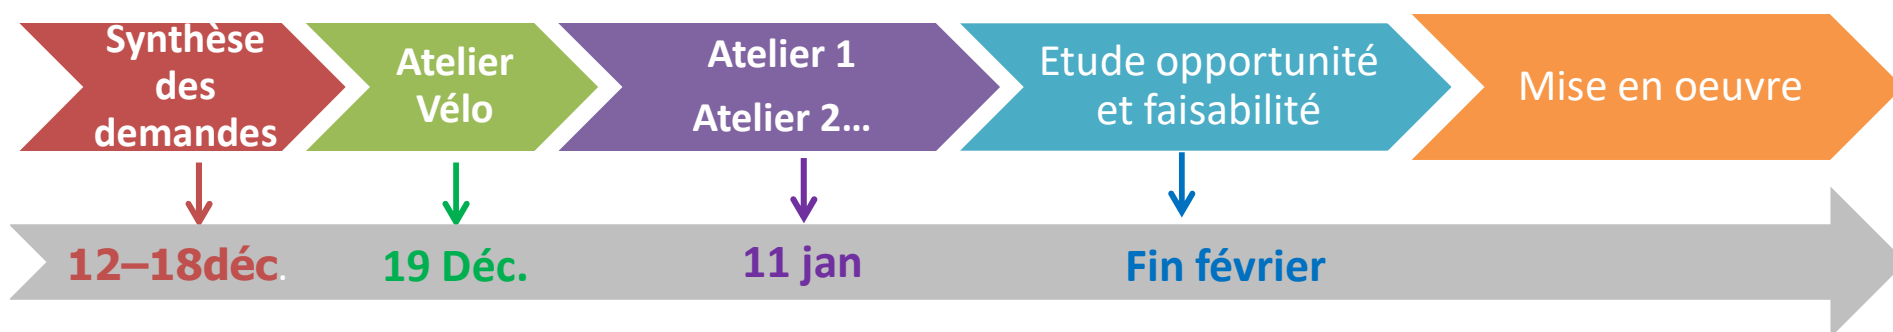 Synthèse
des
demandes
Atelier
Vélo
Atelier 1
Atelier 2…
Etude opportunité
et faisabilité
Mise en oeuvre
12–18déc.
19 Déc.
11 jan
Fin février